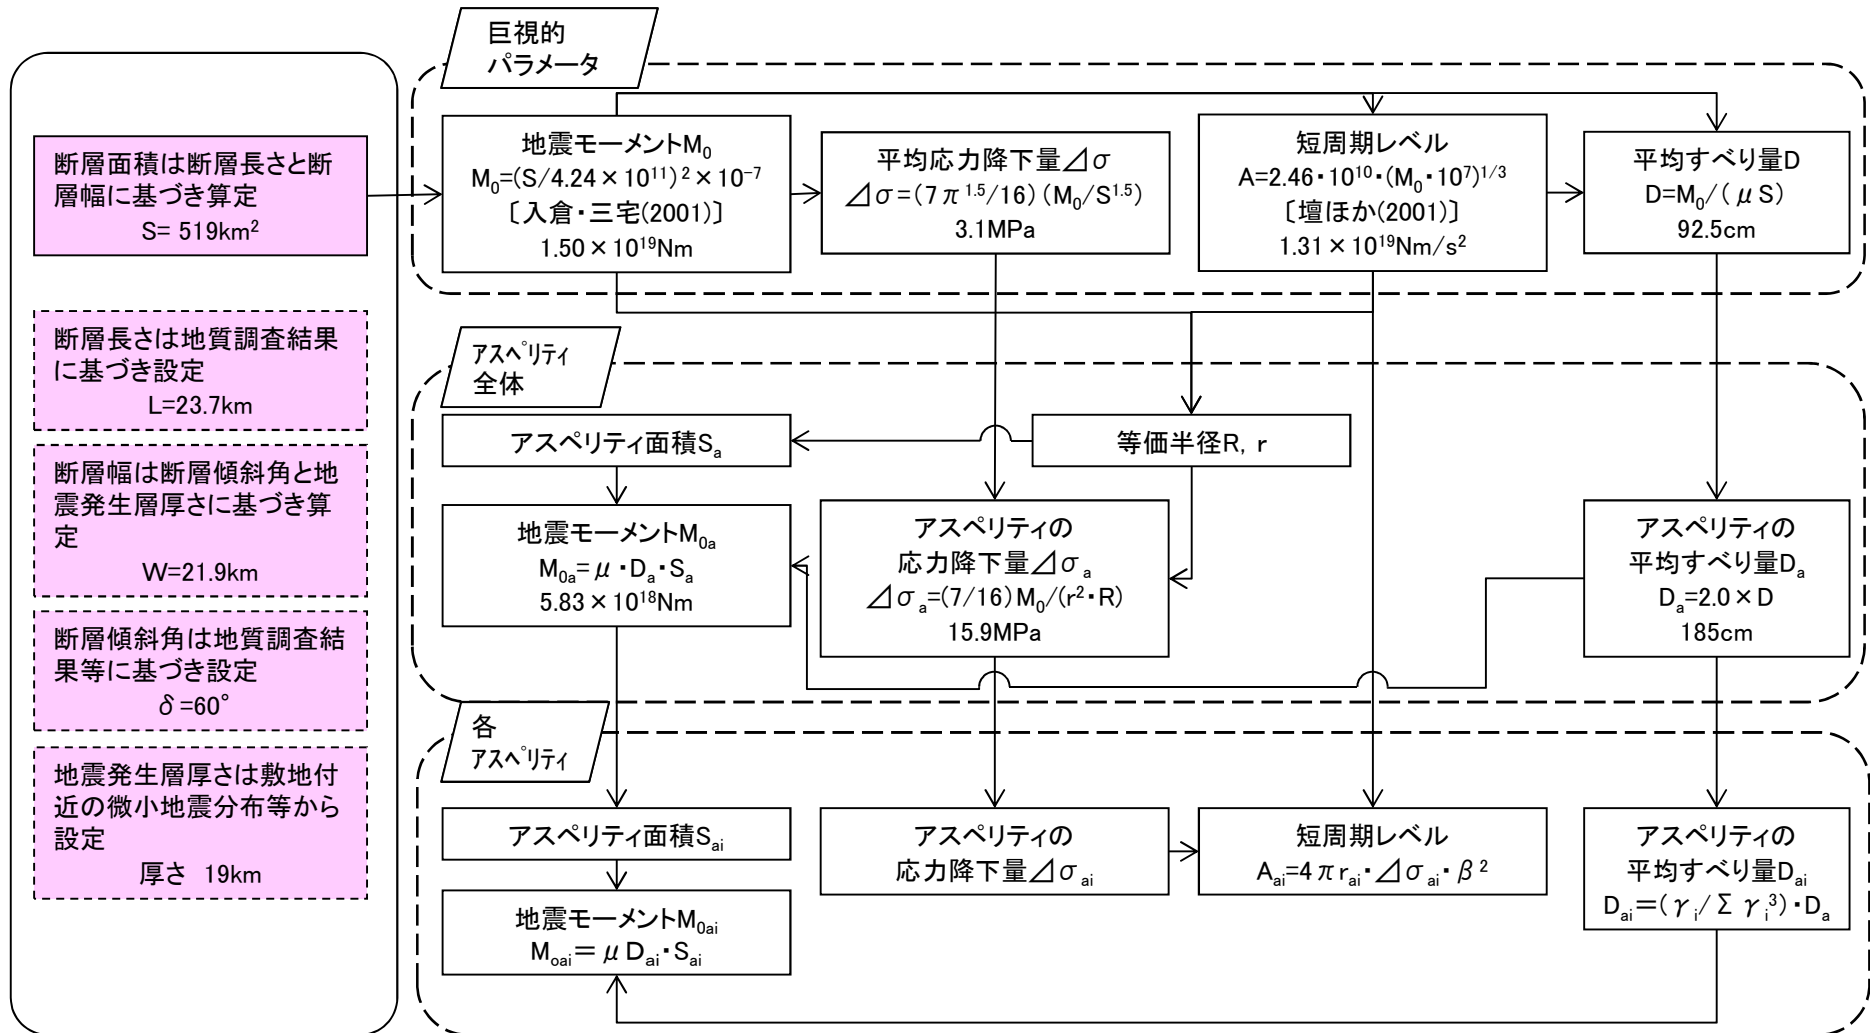 断層面積は断層長さと断
層幅に基づき算定
S= 519km²
断層長さは地質調査結果
に基づき設定
L=23.7km
断層幅は断層傾斜角と地
震発生層厚さに基づき算
定
W=21.9km
断層傾斜角は地質調査結
果等に基づき設定
δ=60°
地震発生層厚さは敷地付
近の微小地震分布等から
設定
厚さ 19km
巨視的
パラメータ
地震モーメントM₀
M₀=(S/4.24×10¹¹)²×10⁻⁷
〔入倉・三宅(2001)〕
1.50×10¹⁹Nm
平均応力降下量⊿σ
⊿σ=(7π^1.5/16)(M₀/S^1.5)
3.1MPa
短周期レベル
A=2.46・10¹⁰・(M₀・10⁷)^1/3
〔壇ほか(2001)〕
1.31×10¹⁹Nm/s²
平均すべり量D
D=M₀/(μS)
92.5cm
アスペリティ
全体
アスペリティ面積Sₐ
等価半径R, r
地震モーメントM₀ₐ
M₀ₐ=μ・Dₐ・Sₐ
5.83×10¹⁸Nm
アスペリティの
応力降下量⊿σₐ
⊿σₐ=(7/16)M₀/(r²・R)
15.9MPa
アスペリティの
平均すべり量Dₐ
Dₐ=2.0×D
185cm
各
アスペリティ
アスペリティ面積Sₐᵢ
地震モーメントM₀ₐᵢ
Mₒₐᵢ=μDₐᵢ・Sₐᵢ
アスペリティの
応力降下量⊿σₐᵢ
短周期レベル
Aₐᵢ=4πrₐᵢ・⊿σₐᵢ・β²
アスペリティの
平均すべり量Dₐᵢ
Dₐᵢ=(γᵢ/Σγᵢ³)・Dₐ